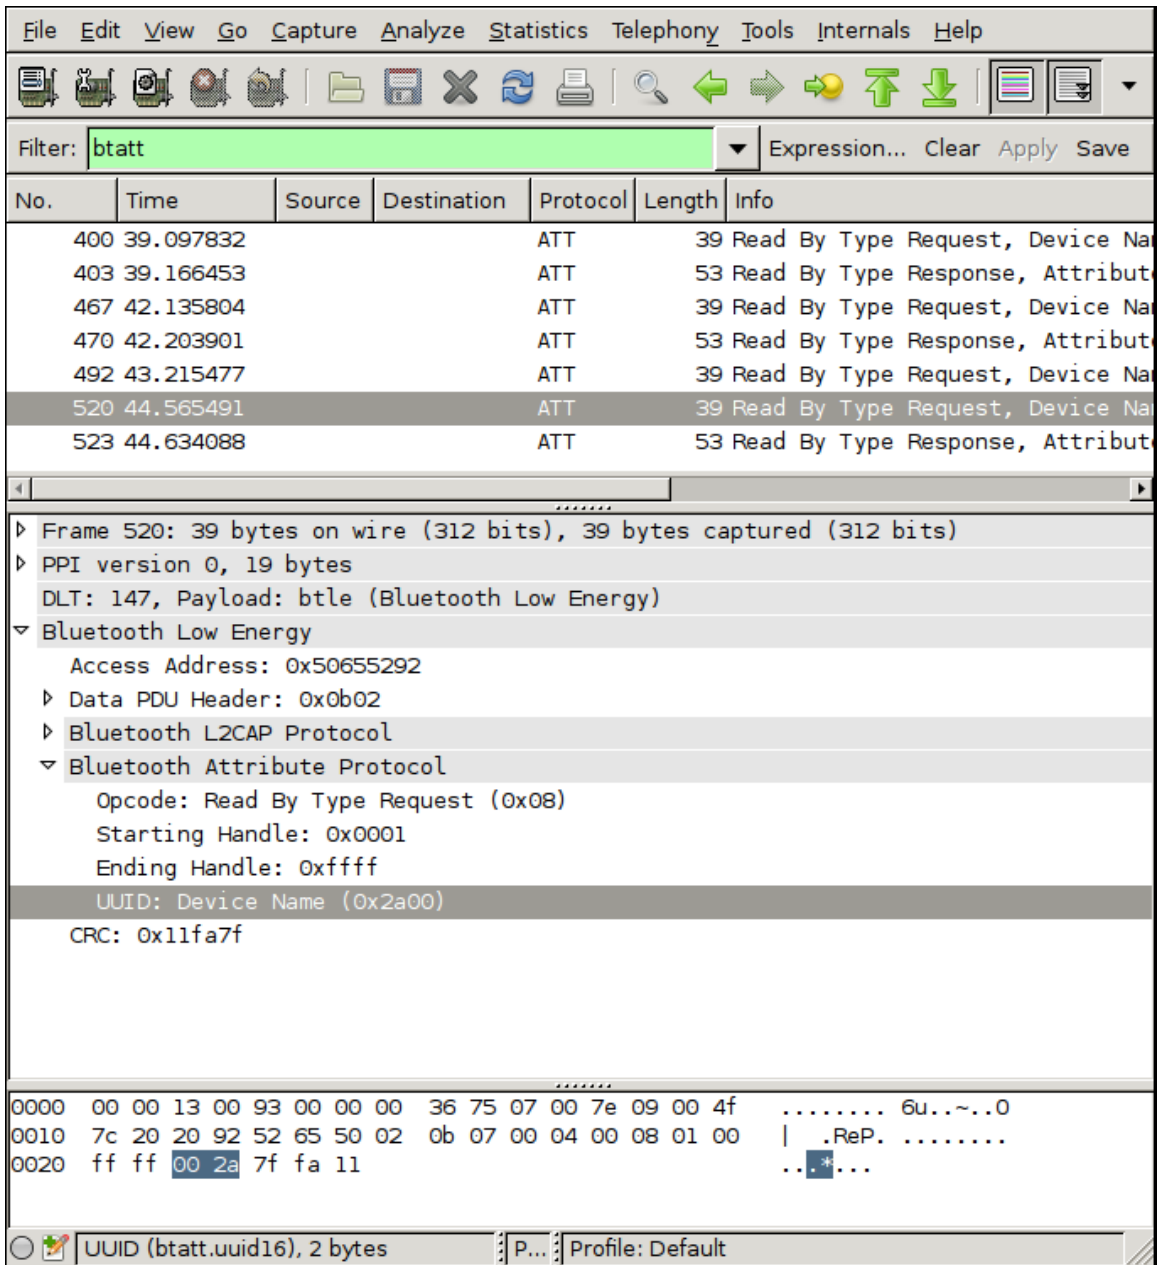 File Edit View Go Capture Analyze Statistics Telephony Tools Internals Help
Filter: btatt Expression... Clear Apply Save
No. Time Source Destination Protocol Length Info
400 39.097832 ATT 39 Read By Type Request, Device Na
403 39.166453 ATT 53 Read By Type Response, Attribut
467 42.135804 ATT 39 Read By Type Request, Device Na
470 42.203901 ATT 53 Read By Type Response, Attribut
492 43.215477 ATT 39 Read By Type Request, Device Na
520 44.565491 ATT 39 Read By Type Request, Device Na
523 44.634088 ATT 53 Read By Type Response, Attribut
Frame 520: 39 bytes on wire (312 bits), 39 bytes captured (312 bits)
PPI version 0, 19 bytes
DLT: 147, Payload: btle (Bluetooth Low Energy)
Bluetooth Low Energy
Access Address: 0x50655292
Data PDU Header: 0x0b02
Bluetooth L2CAP Protocol
Bluetooth Attribute Protocol
Opcode: Read By Type Request (0x08)
Starting Handle: 0x0001
Ending Handle: 0xffff
UUID: Device Name (0x2a00)
CRC: 0x11fa7f
0000 00 00 13 00 93 00 00 00 36 75 07 00 7e 09 00 4f ........ 6u..~..O
0010 7c 20 20 92 52 65 50 02 0b 07 00 04 00 08 01 00 | .ReP. ........
0020 ff ff 00 2a 7f fa 11 ...*...
UUID (btatt.uuid16), 2 bytes P... Profile: Default